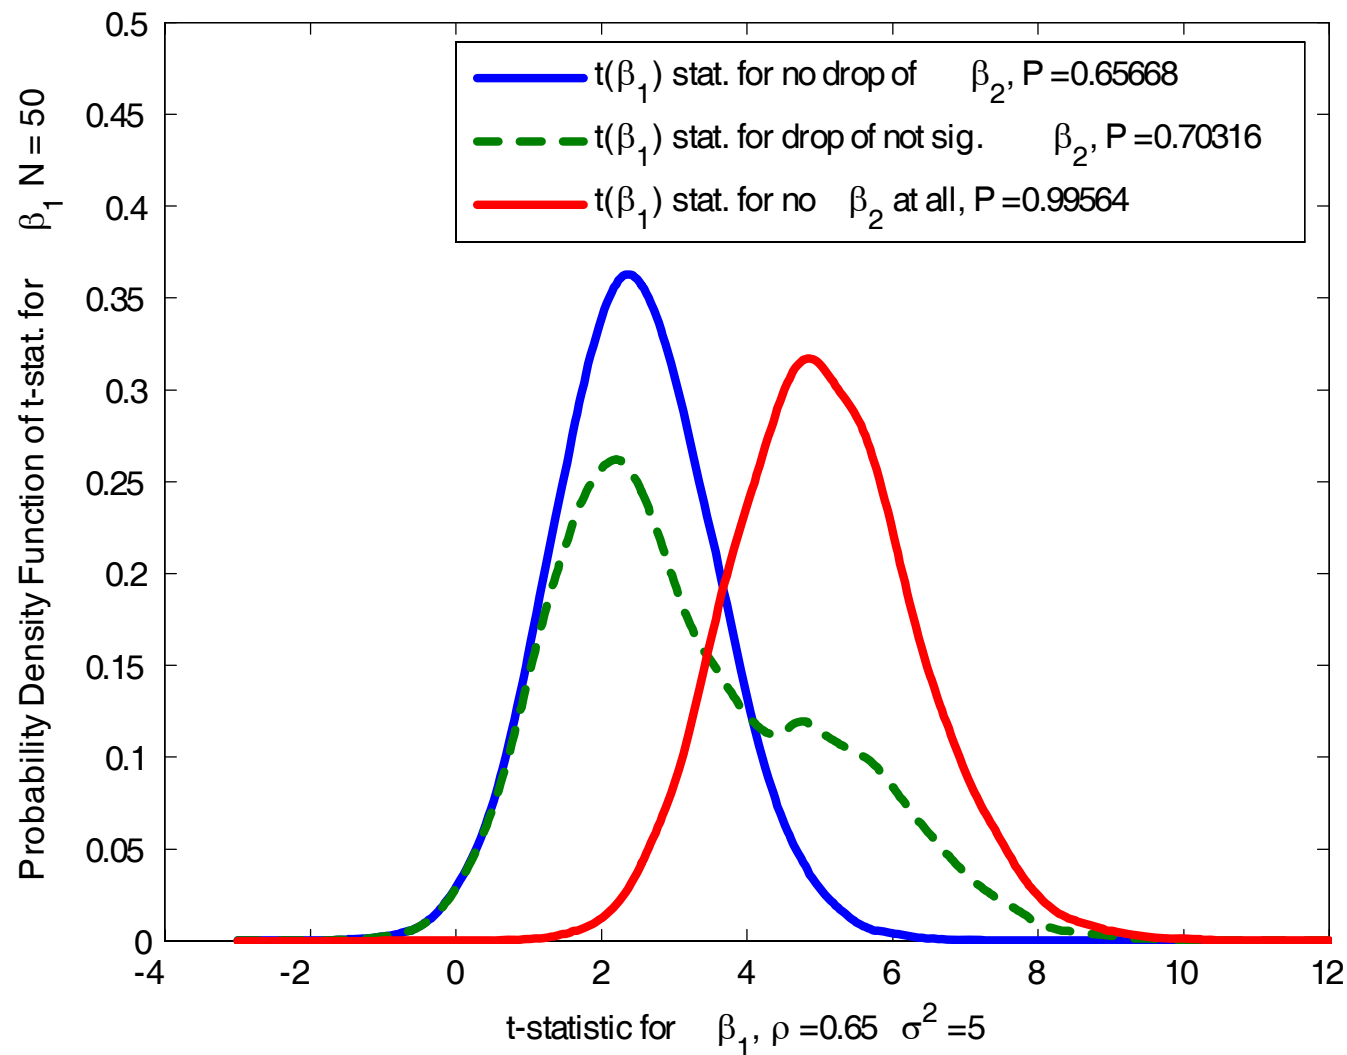 0.5
0.45
0.4
0.35
0.3
0.25
0.2
0.15
0.1
0.05
0
Probability Density Function of t-stat. for β1 N = 50
t(β1) stat. for no drop of β2, P =0.65668
t(β1) stat. for drop of not sig. β2, P =0.70316
t(β1) stat. for no β2 at all, P =0.99564
-4 -2 0 2 4 6 8 10 12
t-statistic for β1, ρ =0.65 σ² =5